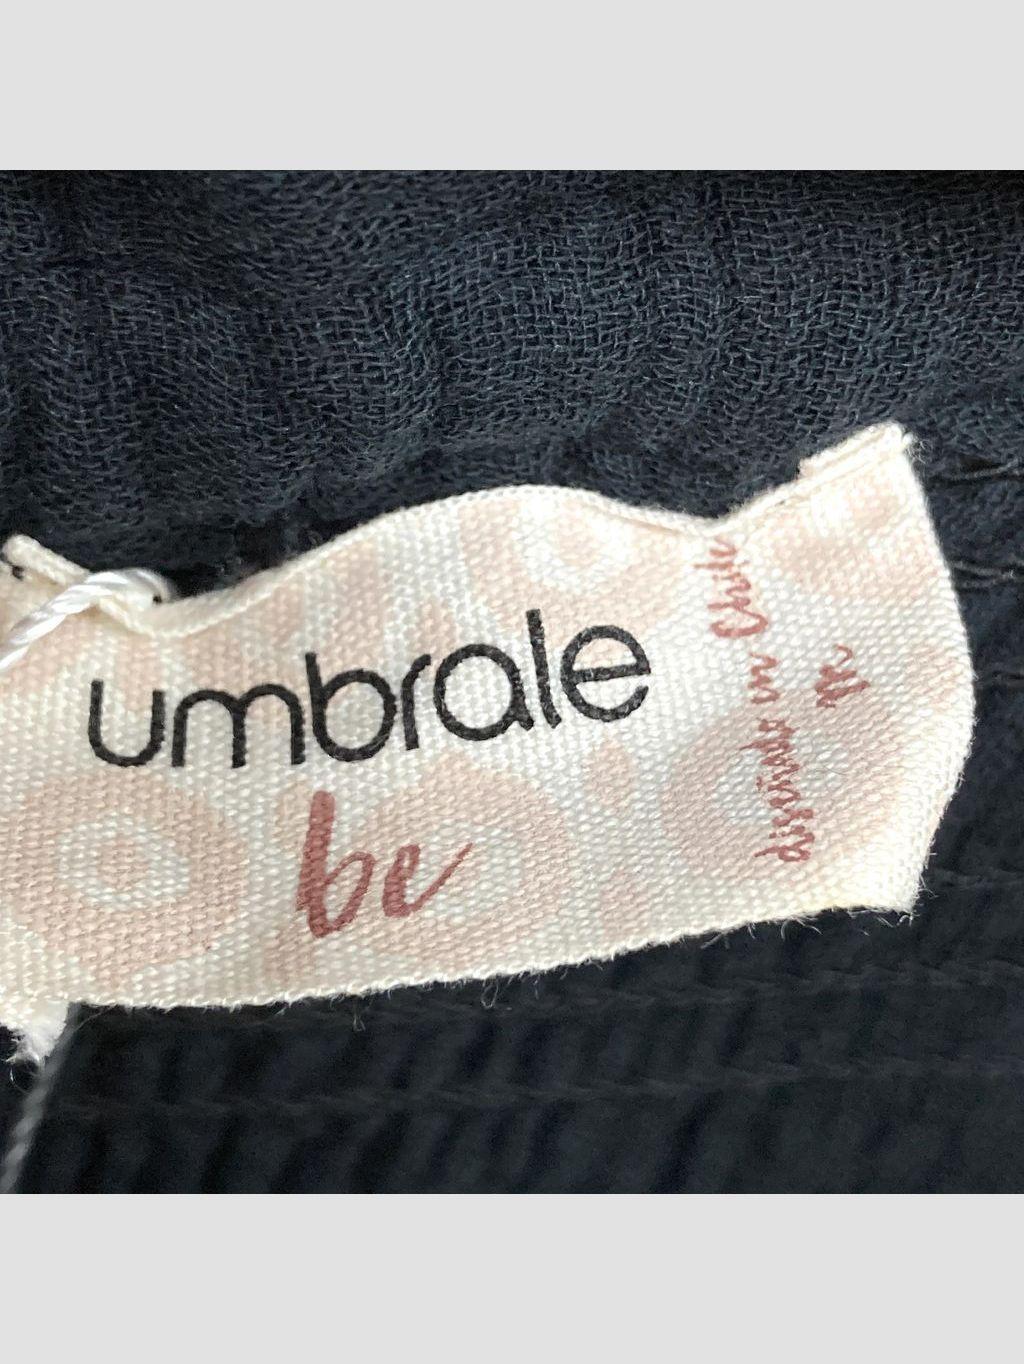 umbrale
be
diseñado en Chile